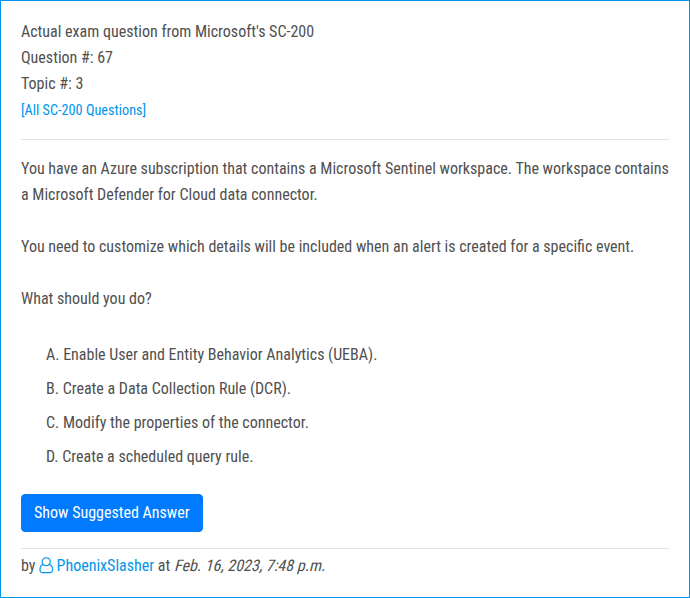 Actual exam question from Microsoft's SC-200
Question #: 67
Topic #: 3
[All SC-200 Questions]
You have an Azure subscription that contains a Microsoft Sentinel workspace. The workspace contains
a Microsoft Defender for Cloud data connector.
You need to customize which details will be included when an alert is created for a specific event.
What should you do?
A. Enable User and Entity Behavior Analytics (UEBA).
B. Create a Data Collection Rule (DCR).
C. Modify the properties of the connector.
D. Create a scheduled query rule.
Show Suggested Answer
by PhoenixSlasher at Feb. 16, 2023, 7:48 p.m.